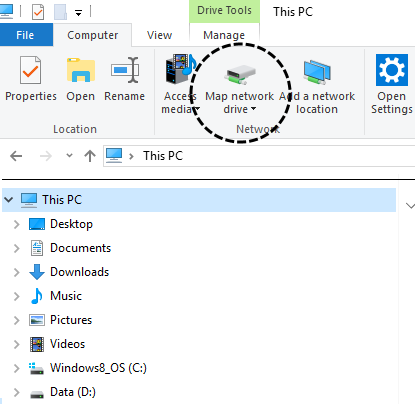 Drive Tools
This PC
File
Computer
View
Manage
Properties
Open
Rename
Access
media
Map network
drive
Add a network
location
Open
Settings
Location
Network
This PC
This PC
Desktop
Documents
Downloads
Music
Pictures
Videos
Windows8_OS (C:)
Data (D:)